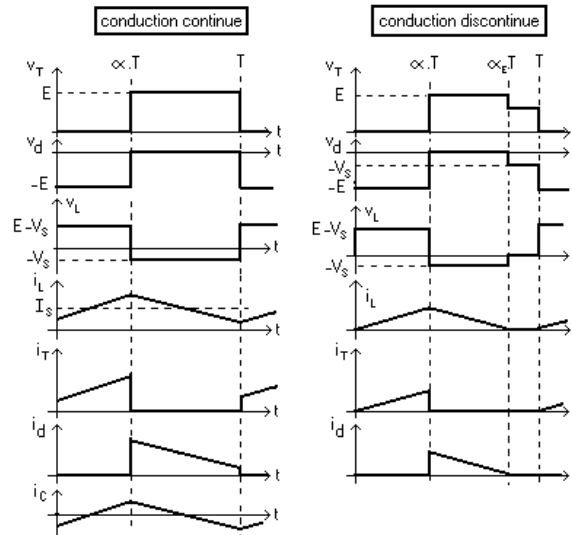 conduction continue
v_T
∝.T
T
E
t
v_d
t
–E
v_L
E–V_S
t
–V_S
i_L
I_S
t
i_T
t
i_d
t
i_C
t
conduction discontinue
v_T
∝.T
∝_E.T
T
E
v_d
–V_S
–E
v_L
E–V_S
–V_S
i_L
i_T
i_d